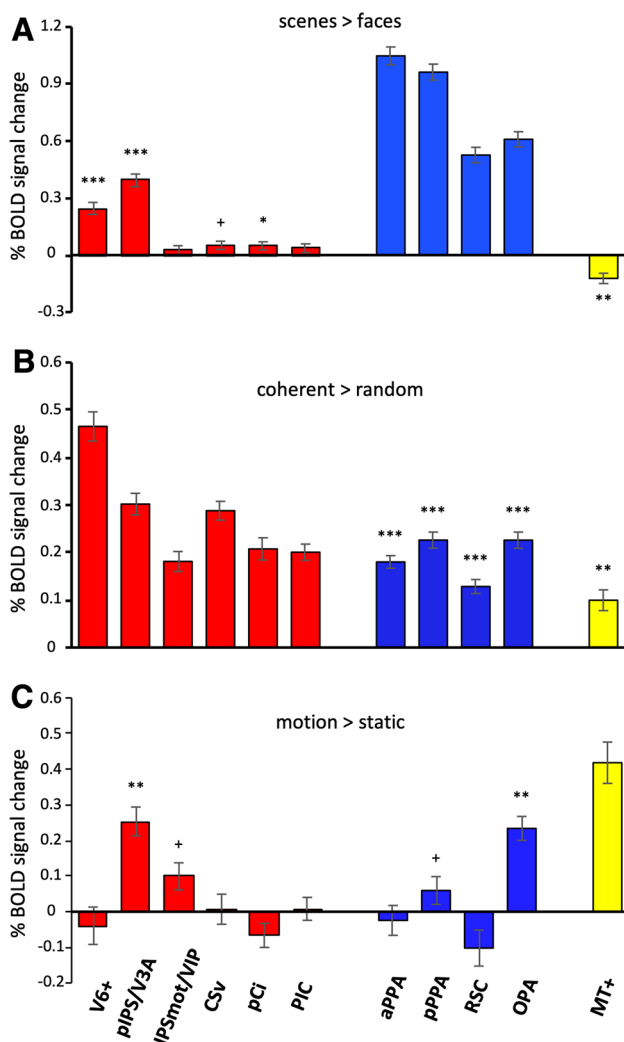 A
scenes > faces
1.2
0.9
0.6
0.3
0
-0.3
% BOLD signal change
***
***
+
*
**
B
coherent > random
0.6
0.5
0.4
0.3
0.2
0.1
0
% BOLD signal change
***
***
***
***
**
C
motion > static
0.6
0.5
0.4
0.3
0.2
0.1
0
-0.1
-0.2
% BOLD signal change
**
+
+
**
V6+
pIPS/V3A
IPSmot/VIP
CSv
pCi
PIC
aPPA
pPPA
RSC
OPA
MT+